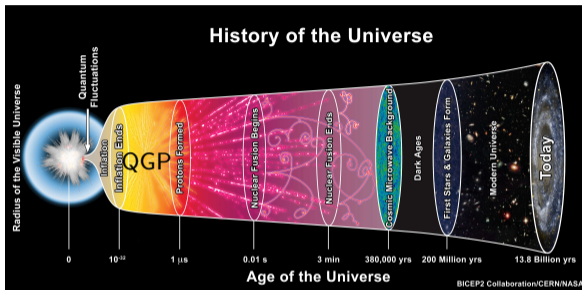 History of the Universe
Radius of the Visible Universe
Quantum
Fluctuations
Inflation
Inflation Ends
QGP
Protons Formed
Nuclear Fusion Begins
Nuclear Fusion Ends
Cosmic Microwave Background
Dark Ages
First Stars & Galaxies Form
Modern Universe
Today
0
10⁻³²
1 µs
0.01 s
3 min
380,000 yrs
200 Million yrs
13.8 Billion yrs
Age of the Universe
BICEP2 Collaboration/CERN/NASA